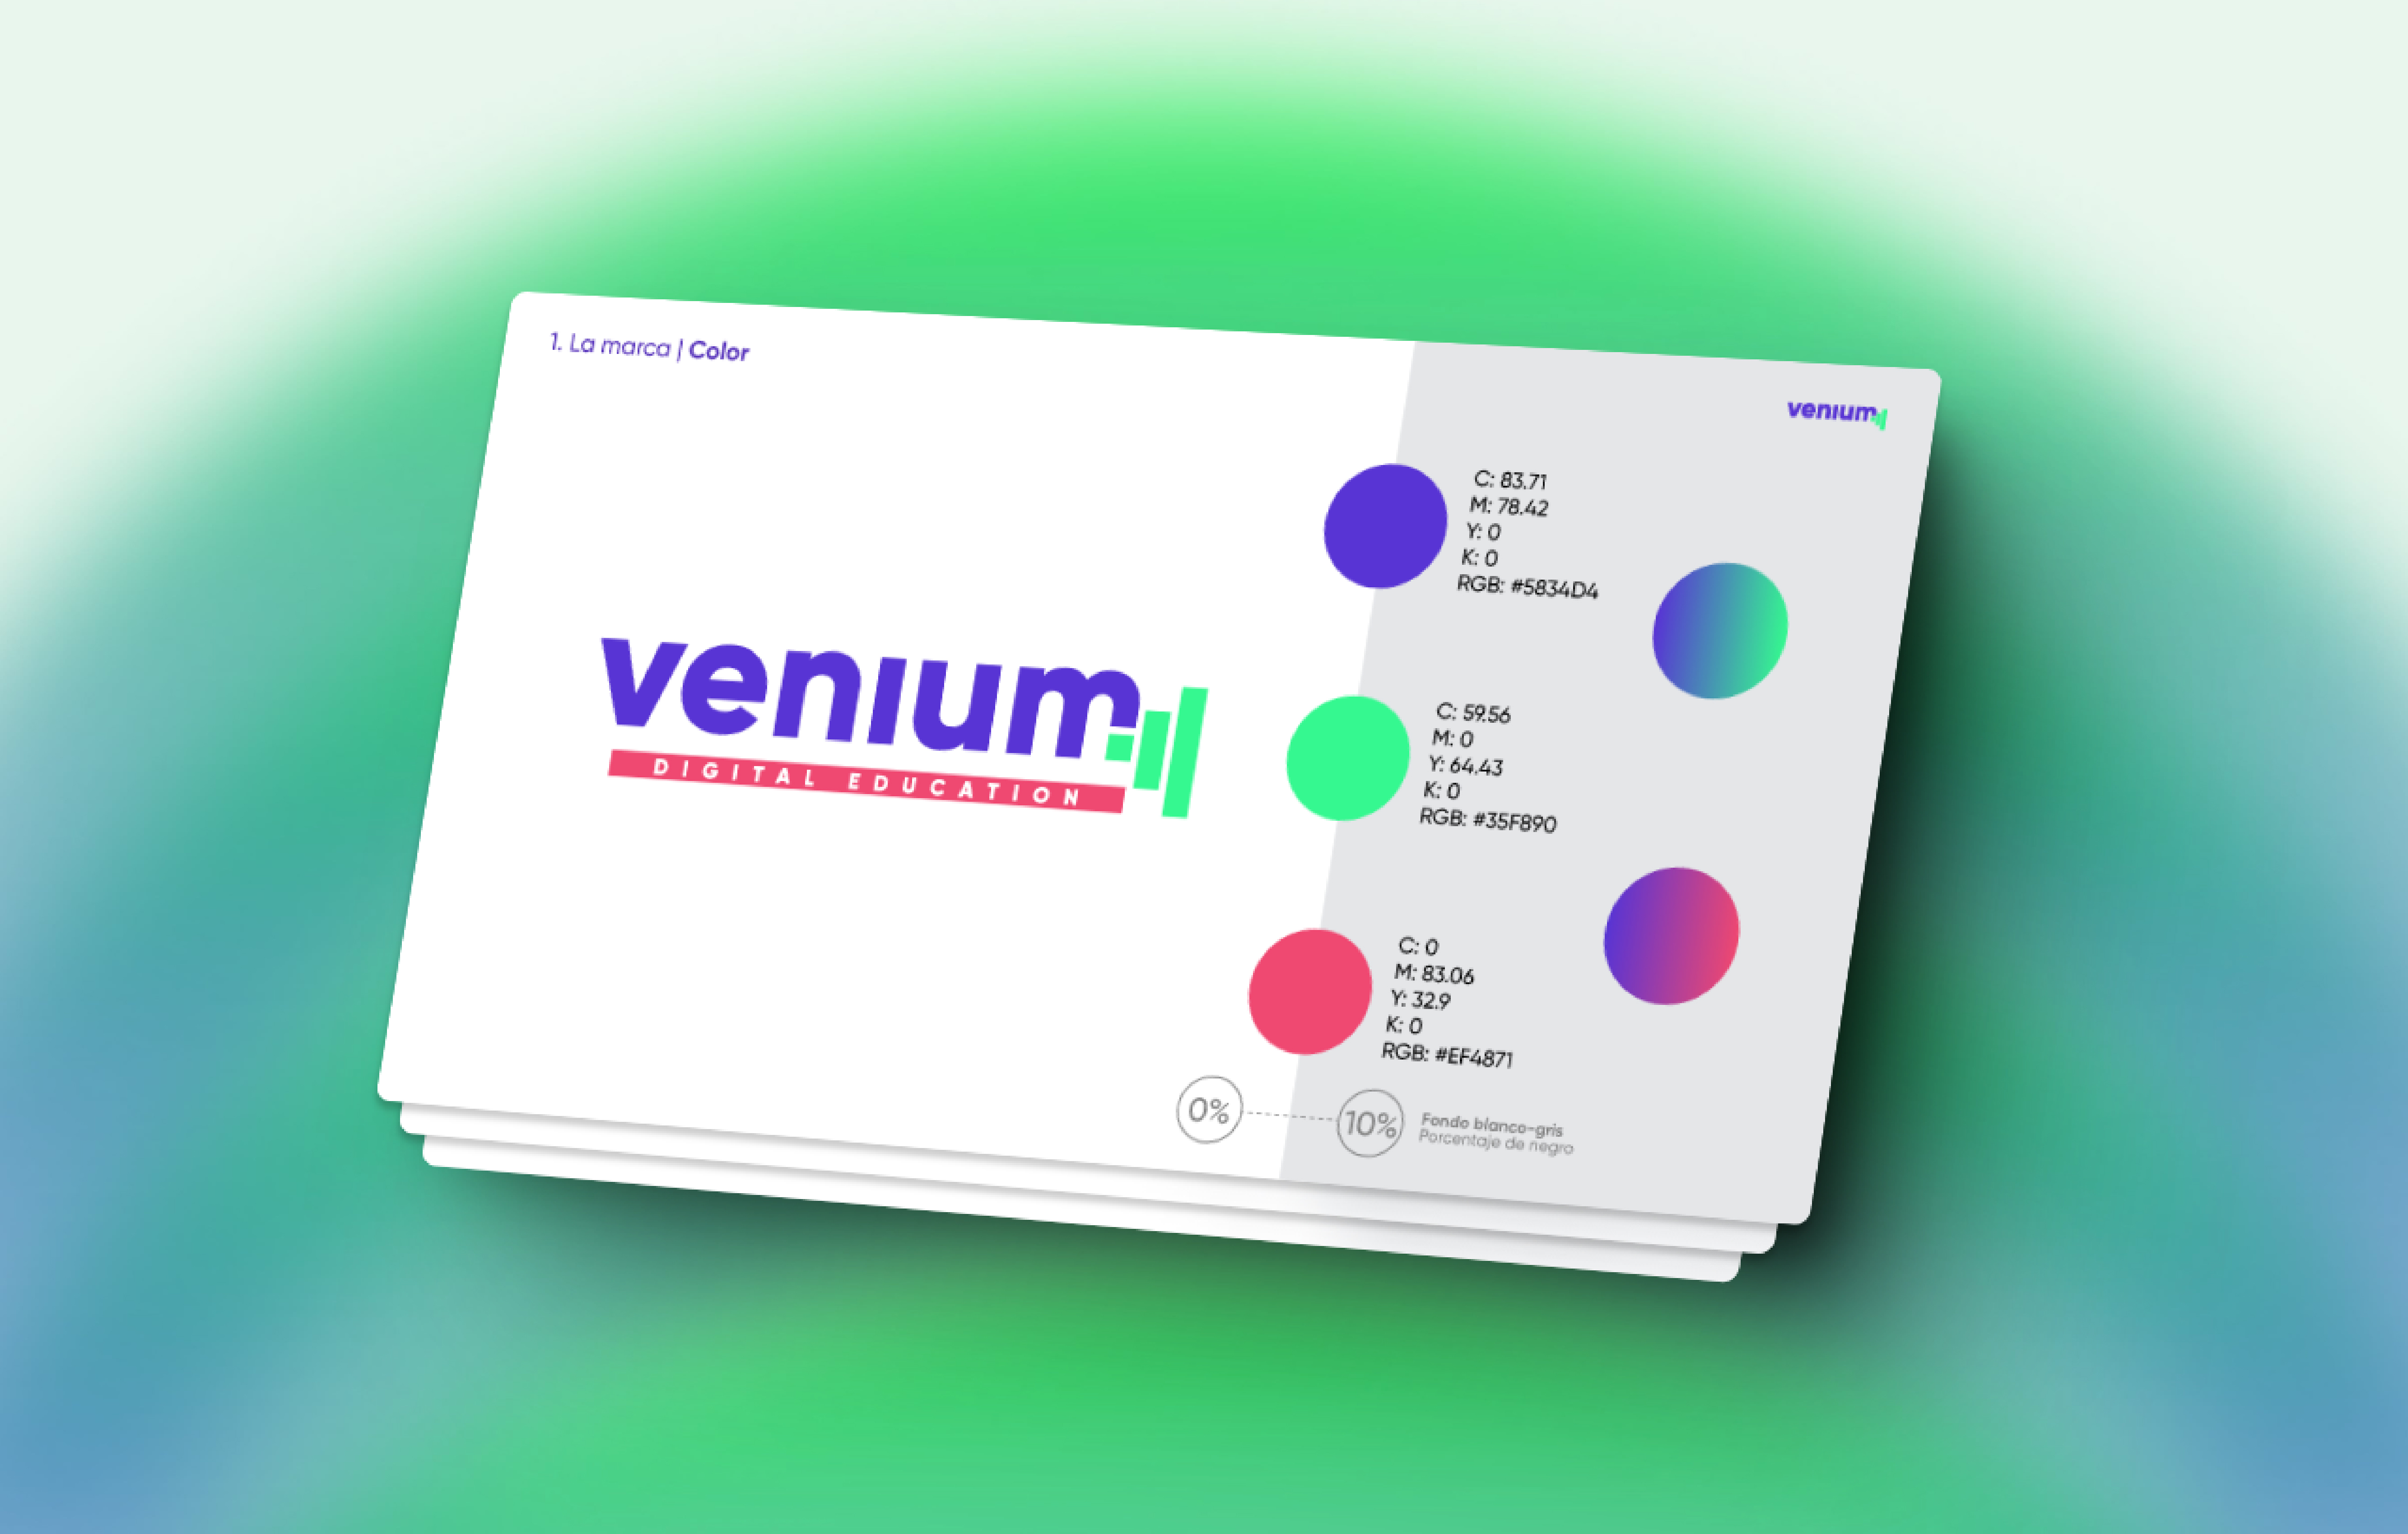 1. La marca | Color
venium
venium
DIGITAL EDUCATION
C: 83.71
M: 78.42
Y: 0
K: 0
RGB: #5834D4
C: 59.56
M: 0
Y: 64.43
K: 0
RGB: #35F890
C: 0
M: 83.06
Y: 32.9
K: 0
RGB: #EF4871
0%
10%
Fondo blanco-gris
Porcentaje de negro